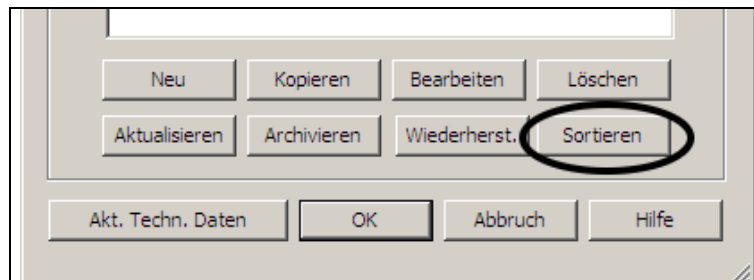 Neu Kopieren Bearbeiten Löschen
Aktualisieren Archivieren Wiederherst. Sortieren
Akt. Techn. Daten OK Abbruch Hilfe